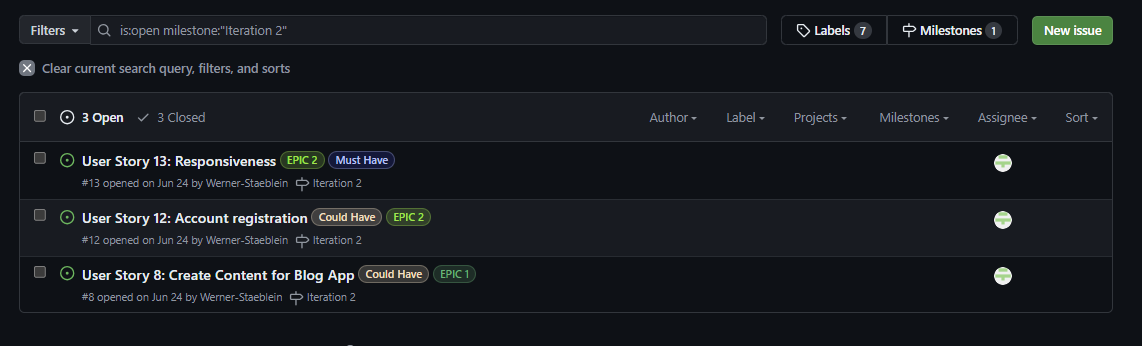 Filters is:open milestone:"Iteration 2" Labels 7 Milestones 1 New issue
Clear current search query, filters, and sorts
3 Open 3 Closed Author Label Projects Milestones Assignee Sort
User Story 13: Responsiveness EPIC 2 Must Have
#13 opened on Jun 24 by Werner-Staeblein Iteration 2
User Story 12: Account registration Could Have EPIC 2
#12 opened on Jun 24 by Werner-Staeblein Iteration 2
User Story 8: Create Content for Blog App Could Have EPIC 1
#8 opened on Jun 24 by Werner-Staeblein Iteration 2